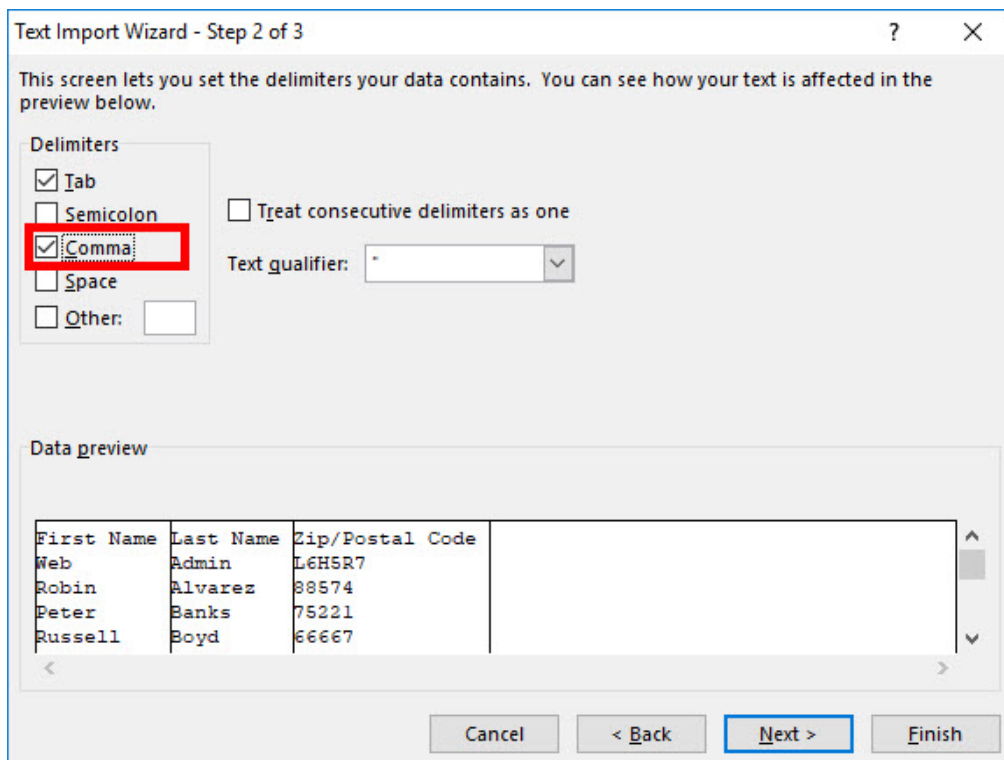 Text Import Wizard - Step 2 of 3 ? ×
This screen lets you set the delimiters your data contains.  You can see how your text is affected in the
preview below.
Delimiters
Tab
Semicolon
Comma
Space
Other:
Treat consecutive delimiters as one
Text qualifier: "
Data preview
First Name Last Name Zip/Postal Code
Web Admin L6H5R7
Robin Alvarez 88574
Peter Banks 75221
Russell Boyd 66667
Cancel < Back Next > Finish